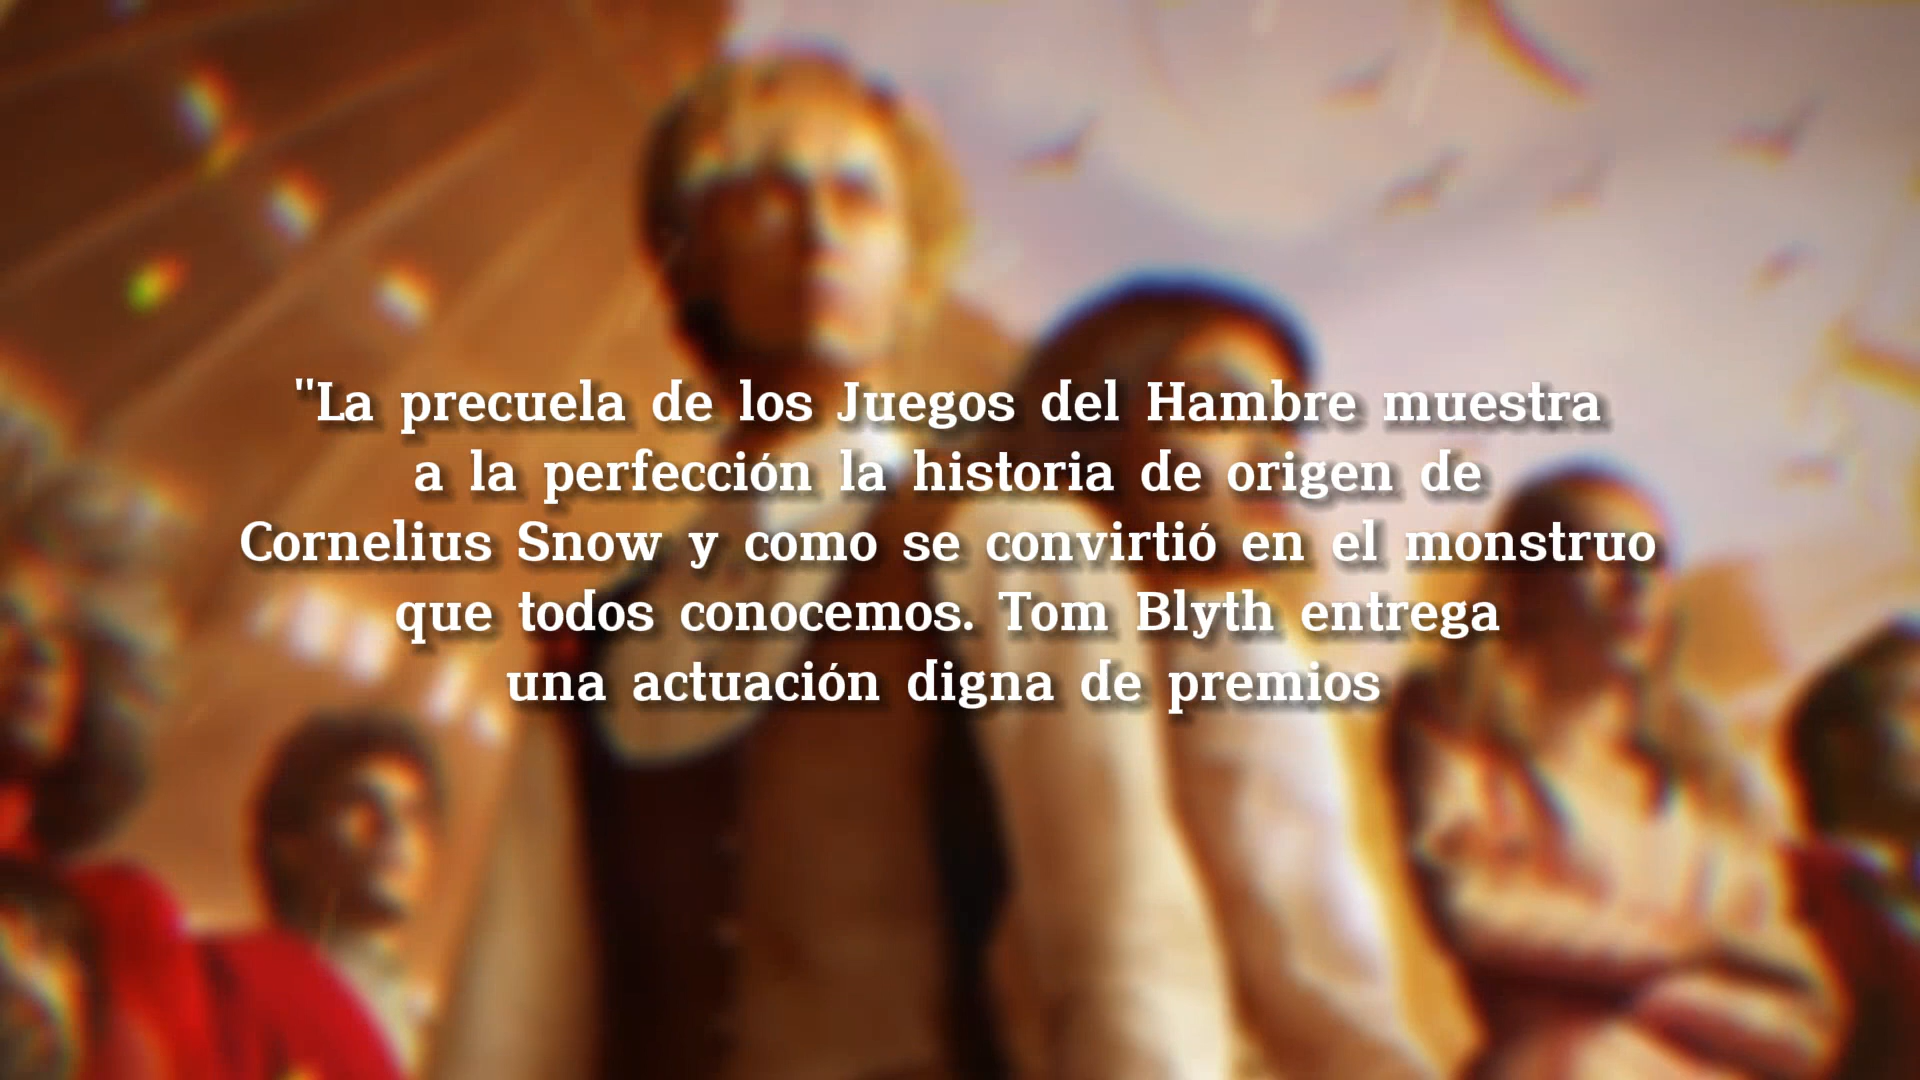 "La precuela de los Juegos del Hambre muestra
a la perfección la historia de origen de
Cornelius Snow y como se convirtió en el monstruo
que todos conocemos. Tom Blyth entrega
una actuación digna de premios